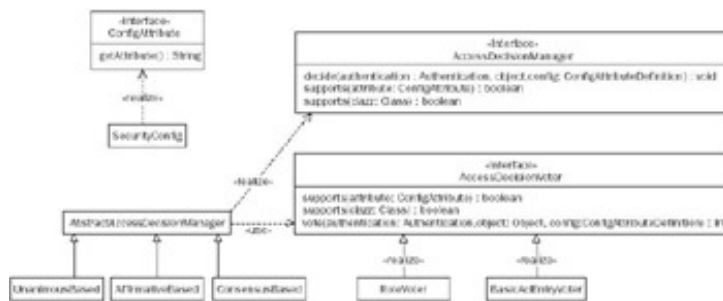 «Interface»
ConfigAttribute
getAttribute() : String
«realize»
SecurityConfig
«Interface»
AccessDecisionManager
decide(authentication : Authentication, object,config: ConfigAttributeDefinition) : void
supports(attribute: ConfigAttribute) : boolean
supports(clazz: Class) : boolean
«realize»
«Interface»
AccessDecisionVoter
supports(attribute: ConfigAttribute) : boolean
supports(clazz: Class) : boolean
vote(authentication: Authentication,object: Object, config:ConfigAttributeDefinition) : int
AbstractAccessDecisionManager
«use»
«realize»
«realize»
UnanimousBased
AffirmativeBased
ConsensusBased
RoleVoter
BasicAclEntryVoter